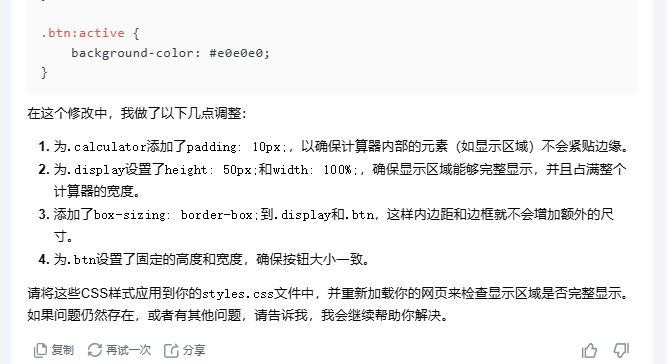 .btn:active {
    background-color: #e0e0e0;
}
在这个修改中，我做了以下几点调整：
1. 为.calculator添加了padding: 10px;，以确保计算器内部的元素（如显示区域）不会紧贴边缘。
2. 为.display设置了height: 50px;和width: 100%;，确保显示区域能够完整显示，并且占满整个
计算器的宽度。
3. 添加了box-sizing: border-box;到.display和.btn，这样内边距和边框就不会增加额外的尺
寸。
4. 为.btn设置了固定的高度和宽度，确保按钮大小一致。
请将这些CSS样式应用到你的styles.css文件中，并重新加载你的网页来检查显示区域是否完整显示。
如果问题仍然存在，或者有其他问题，请告诉我，我会继续帮助你解决。
复制 再试一次 分享